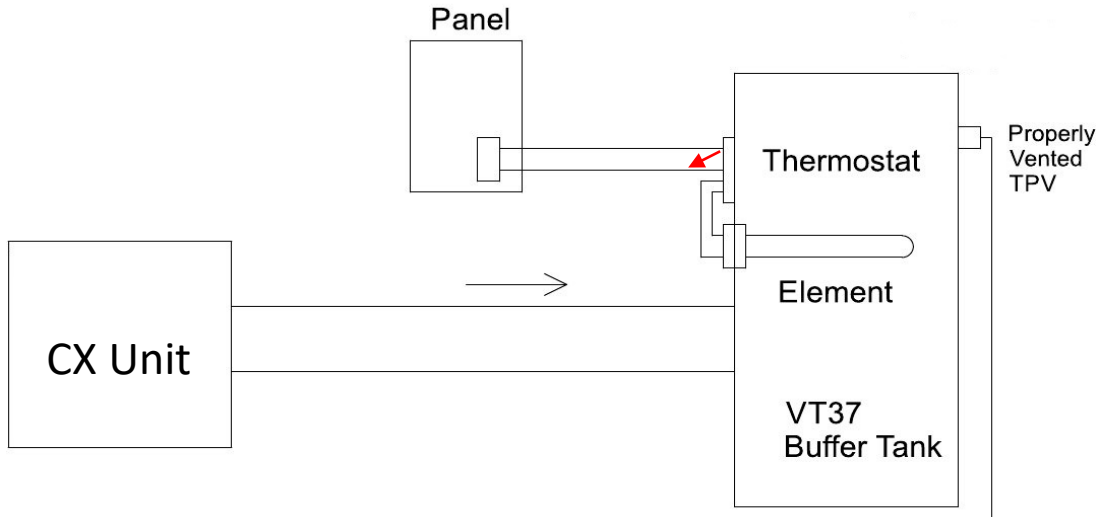 Panel
Thermostat
Properly
Vented
TPV
Element
CX Unit
VT37
Buffer Tank